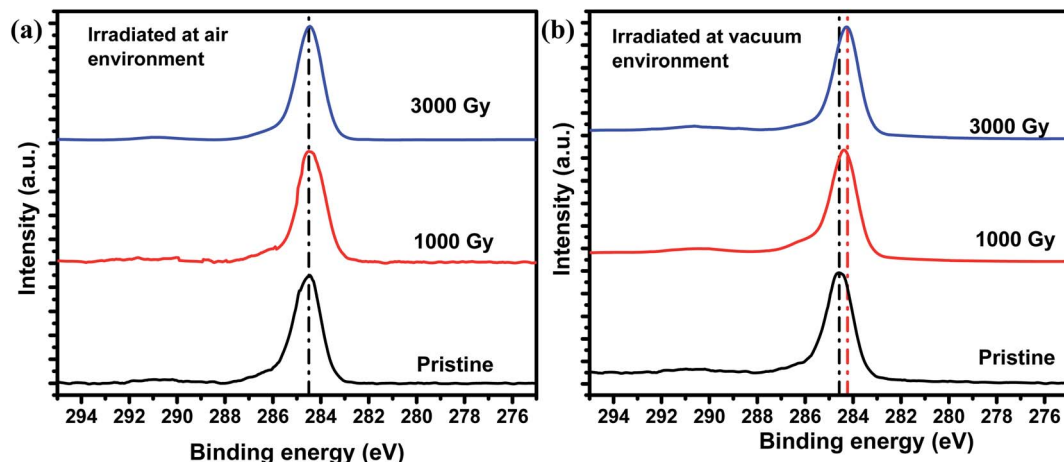 (a)
Irradiated at air
environment
3000 Gy
1000 Gy
Pristine
Intensity (a.u.)
294 292 290 288 286 284 282 280 278 276
Binding energy (eV)
(b)
Irradiated at vacuum
environment
3000 Gy
1000 Gy
Pristine
Intensity (a.u.)
294 292 290 288 286 284 282 280 278 276
Binding energy (eV)